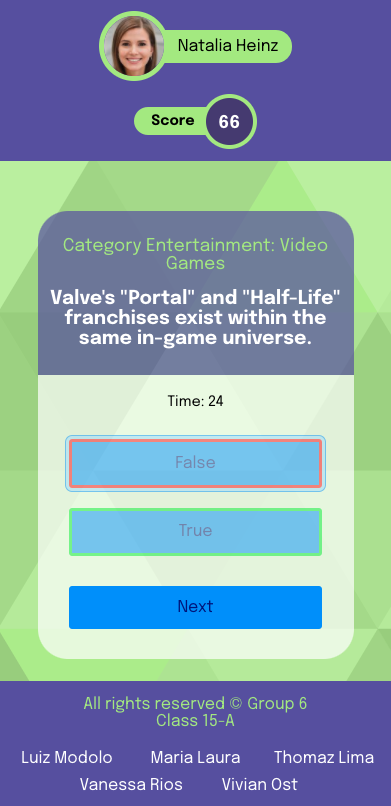 Natalia Heinz
Score 66
Category Entertainment: Video
Games
Valve's "Portal" and "Half-Life"
franchises exist within the
same in-game universe.
Time: 24
False
True
Next
All rights reserved © Group 6
Class 15-A
Luiz Modolo Maria Laura Thomaz Lima
Vanessa Rios Vivian Ost